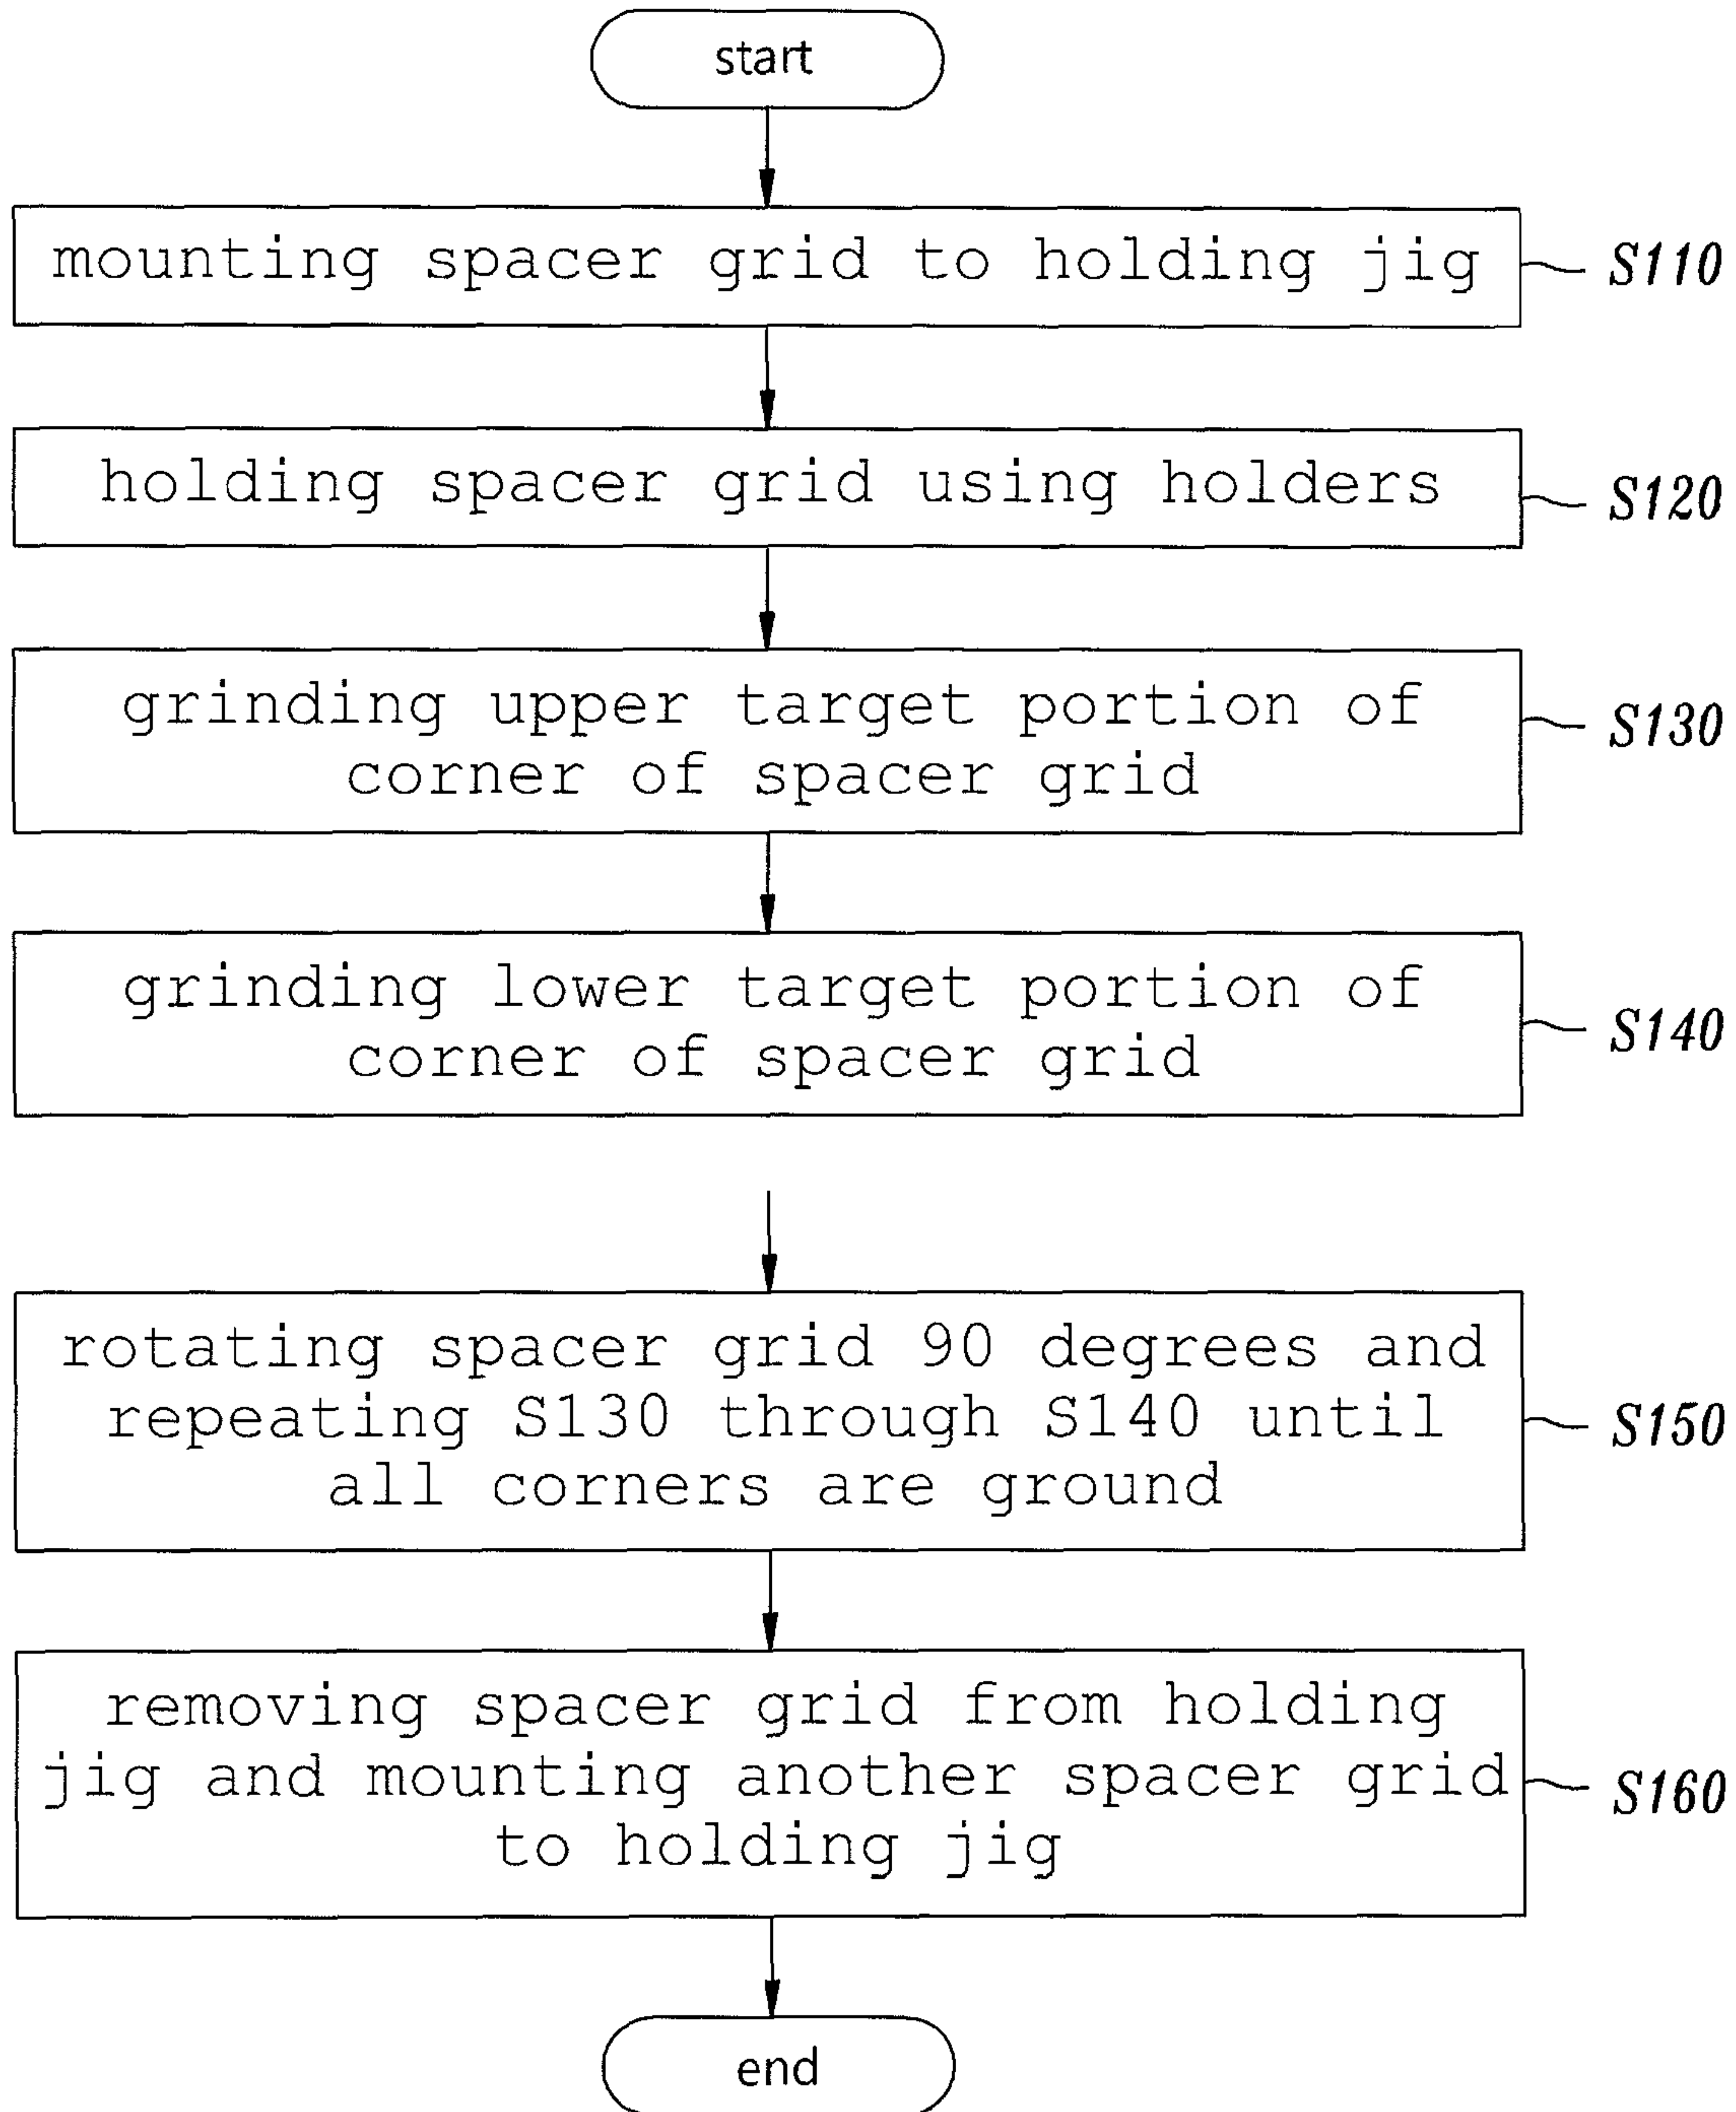 start
mounting spacer grid to holding jig
S110
holding spacer grid using holders
S120
grinding upper target portion of
corner of spacer grid
S130
grinding lower target portion of
corner of spacer grid
S140
rotating spacer grid 90 degrees and
repeating S130 through S140 until
all corners are ground
S150
removing spacer grid from holding
jig and mounting another spacer grid
to holding jig
S160
end